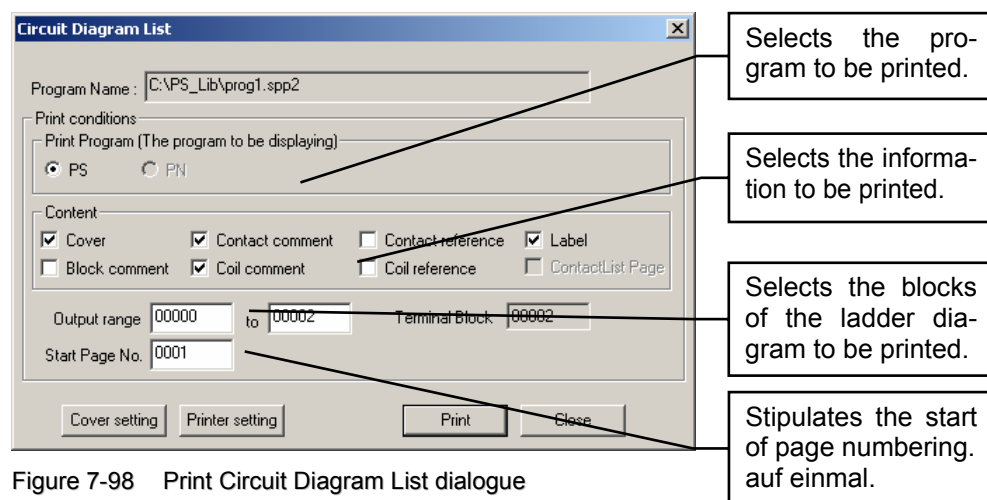 Circuit Diagram List
Program Name : C:\PS_Lib\prog1.spp2
Print conditions
Print Program (The program to be displaying)
PS PN
Content
Cover Contact comment Contact reference Label
Block comment Coil comment Coil reference ContactList Page
Output range 00000 to 00002 Terminal Block 00002
Start Page No. 0001
Cover setting Printer setting Print Close
Selects the pro-
gram to be printed.
Selects the informa-
tion to be printed.
Selects the blocks
of the ladder dia-
gram to be printed.
Stipulates the start
of page numbering.
auf einmal.
Figure 7-98 Print Circuit Diagram List dialogue